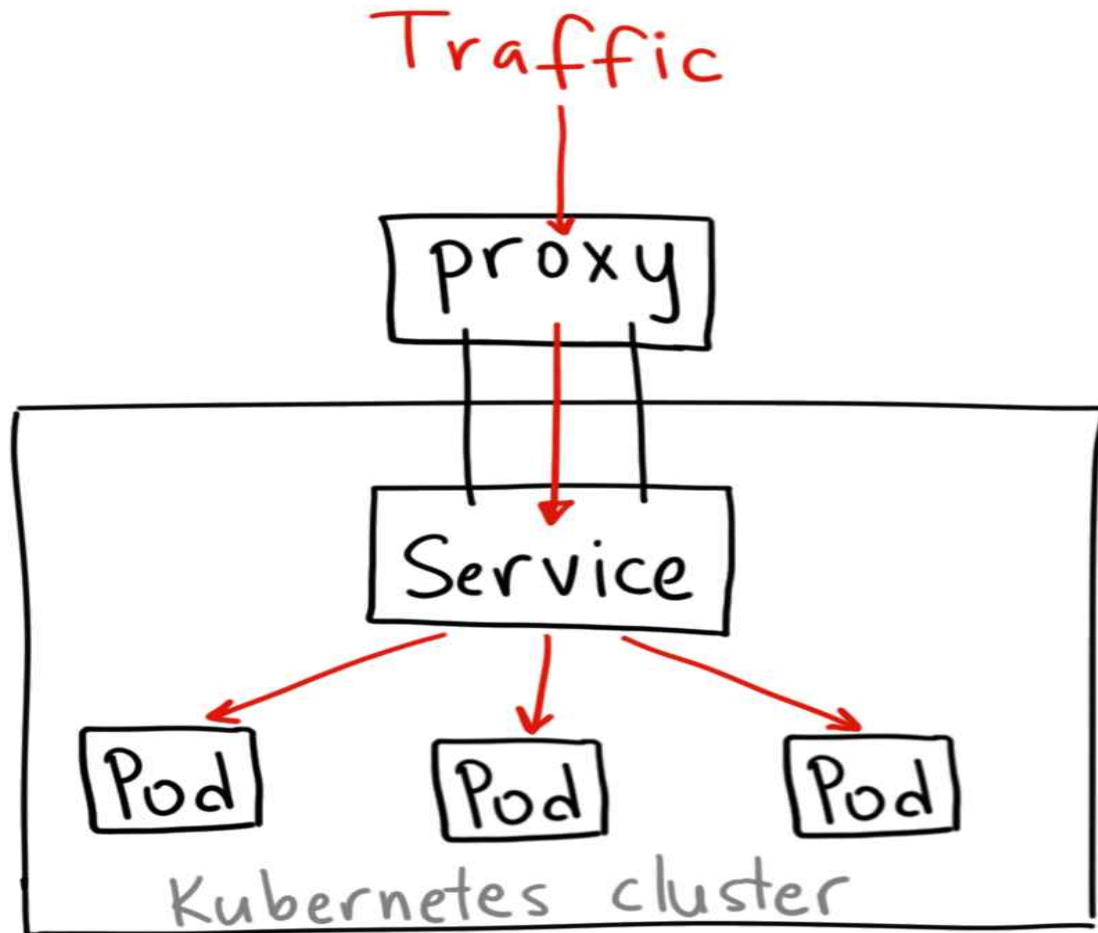 Traffic
proxy
Service
Pod
Pod
Pod
Kubernetes cluster